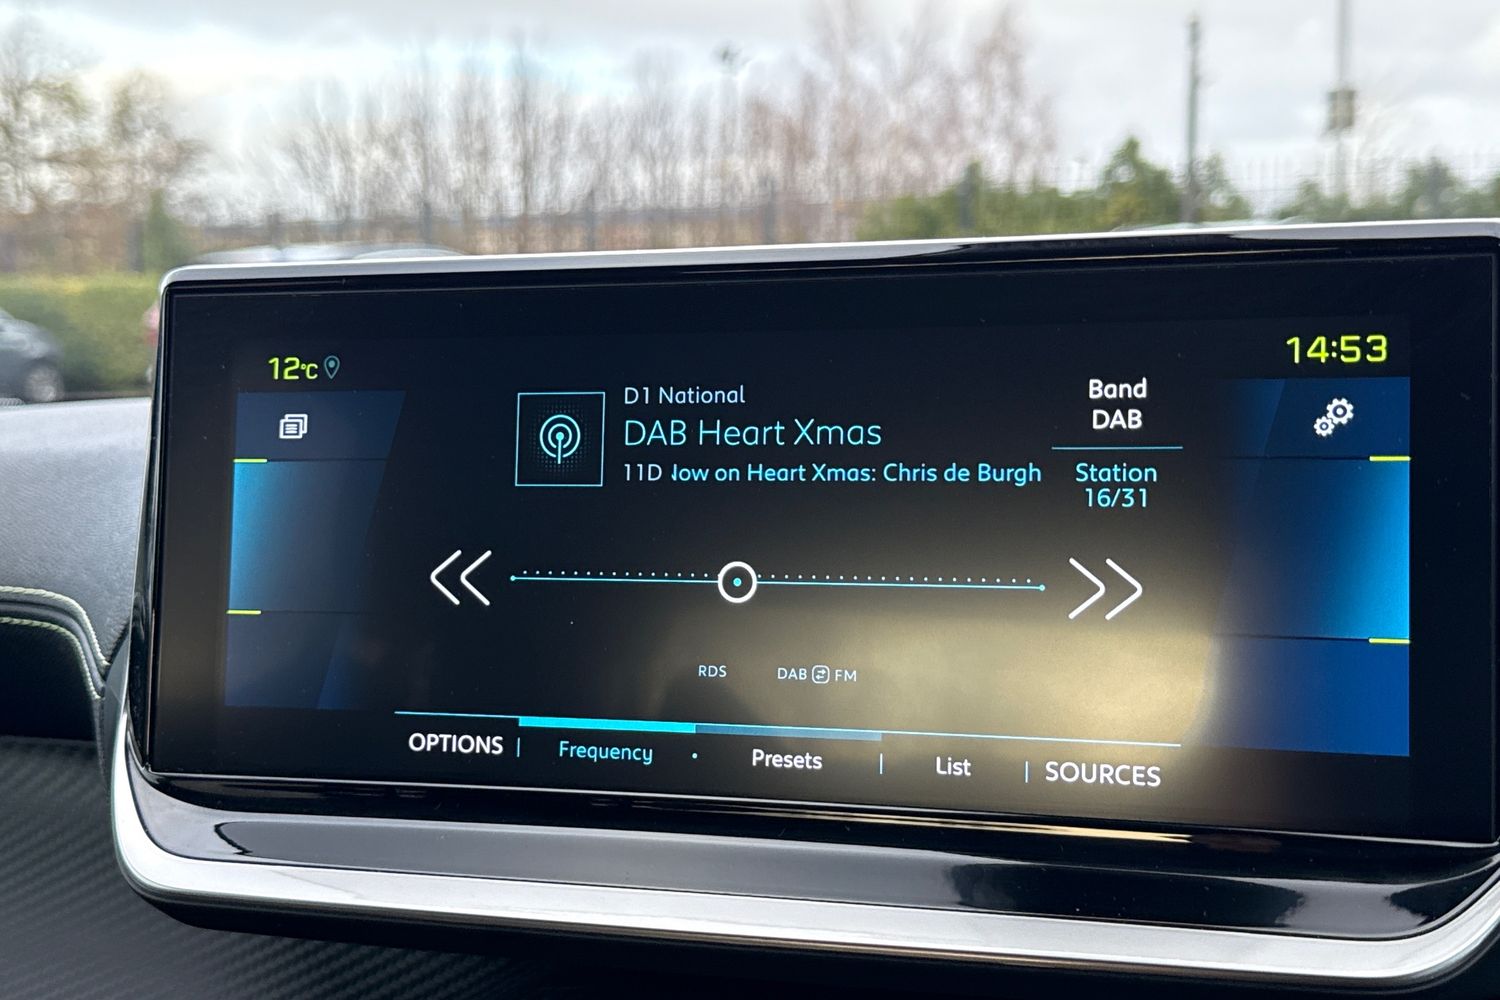 12°C
14:53
D1 National
DAB Heart Xmas
11D Now on Heart Xmas: Chris de Burgh
Band
DAB
Station
16/31
RDS
DAB FM
OPTIONS | Frequency • Presets | List | SOURCES